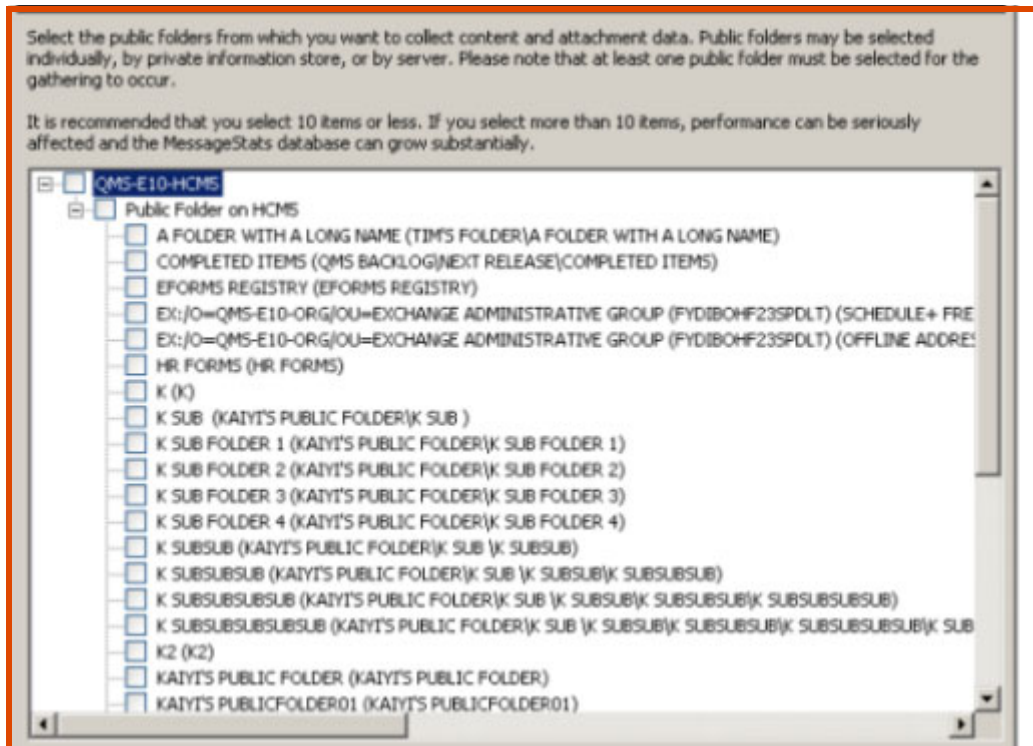 Select the public folders from which you want to collect content and attachment data. Public folders may be selected
individually, by private information store, or by server. Please note that at least one public folder must be selected for the
gathering to occur.
It is recommended that you select 10 items or less. If you select more than 10 items, performance can be seriously
affected and the MessageStats database can grow substantially.
QMS-E10-HCM5
Public Folder on HCM5
A FOLDER WITH A LONG NAME (TIM'S FOLDER\A FOLDER WITH A LONG NAME)
COMPLETED ITEMS (QMS BACKLOG\NEXT RELEASE\COMPLETED ITEMS)
EFORMS REGISTRY (EFORMS REGISTRY)
EX:/O=QMS-E10-ORG/OU=EXCHANGE ADMINISTRATIVE GROUP (FYDIBOHF23SPDLT) (SCHEDULE+ FRE
EX:/O=QMS-E10-ORG/OU=EXCHANGE ADMINISTRATIVE GROUP (FYDIBOHF23SPDLT) (OFFLINE ADDRES
HR FORMS (HR FORMS)
K (K)
K SUB  (KAIYI'S PUBLIC FOLDER\K SUB )
K SUB FOLDER 1 (KAIYI'S PUBLIC FOLDER\K SUB FOLDER 1)
K SUB FOLDER 2 (KAIYI'S PUBLIC FOLDER\K SUB FOLDER 2)
K SUB FOLDER 3 (KAIYI'S PUBLIC FOLDER\K SUB FOLDER 3)
K SUB FOLDER 4 (KAIYI'S PUBLIC FOLDER\K SUB FOLDER 4)
K SUBSUB (KAIYI'S PUBLIC FOLDER\K SUB \K SUBSUB)
K SUBSUBSUB (KAIYI'S PUBLIC FOLDER\K SUB \K SUBSUB\K SUBSUBSUB)
K SUBSUBSUBSUB (KAIYI'S PUBLIC FOLDER\K SUB \K SUBSUB\K SUBSUBSUB\K SUBSUBSUBSUB)
K SUBSUBSUBSUBSUB (KAIYI'S PUBLIC FOLDER\K SUB \K SUBSUB\K SUBSUBSUB\K SUBSUBSUBSUB\K SUB
K2 (K2)
KAIYI'S PUBLIC FOLDER (KAIYI'S PUBLIC FOLDER)
KAIYI'S PUBLICFOLDER01 (KAIYI'S PUBLICFOLDER01)